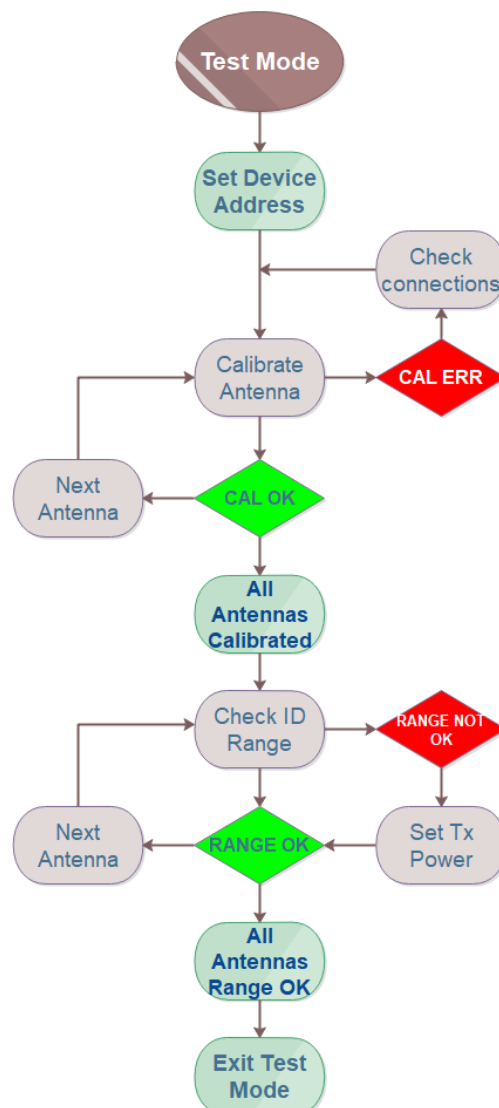 Test Mode
Set Device
Address
Check
connections
Calibrate
Antenna
CAL ERR
Next
Antenna
CAL OK
All
Antennas
Calibrated
Check ID
Range
RANGE NOT
OK
Next
Antenna
RANGE OK
Set Tx
Power
All
Antennas
Range OK
Exit Test
Mode